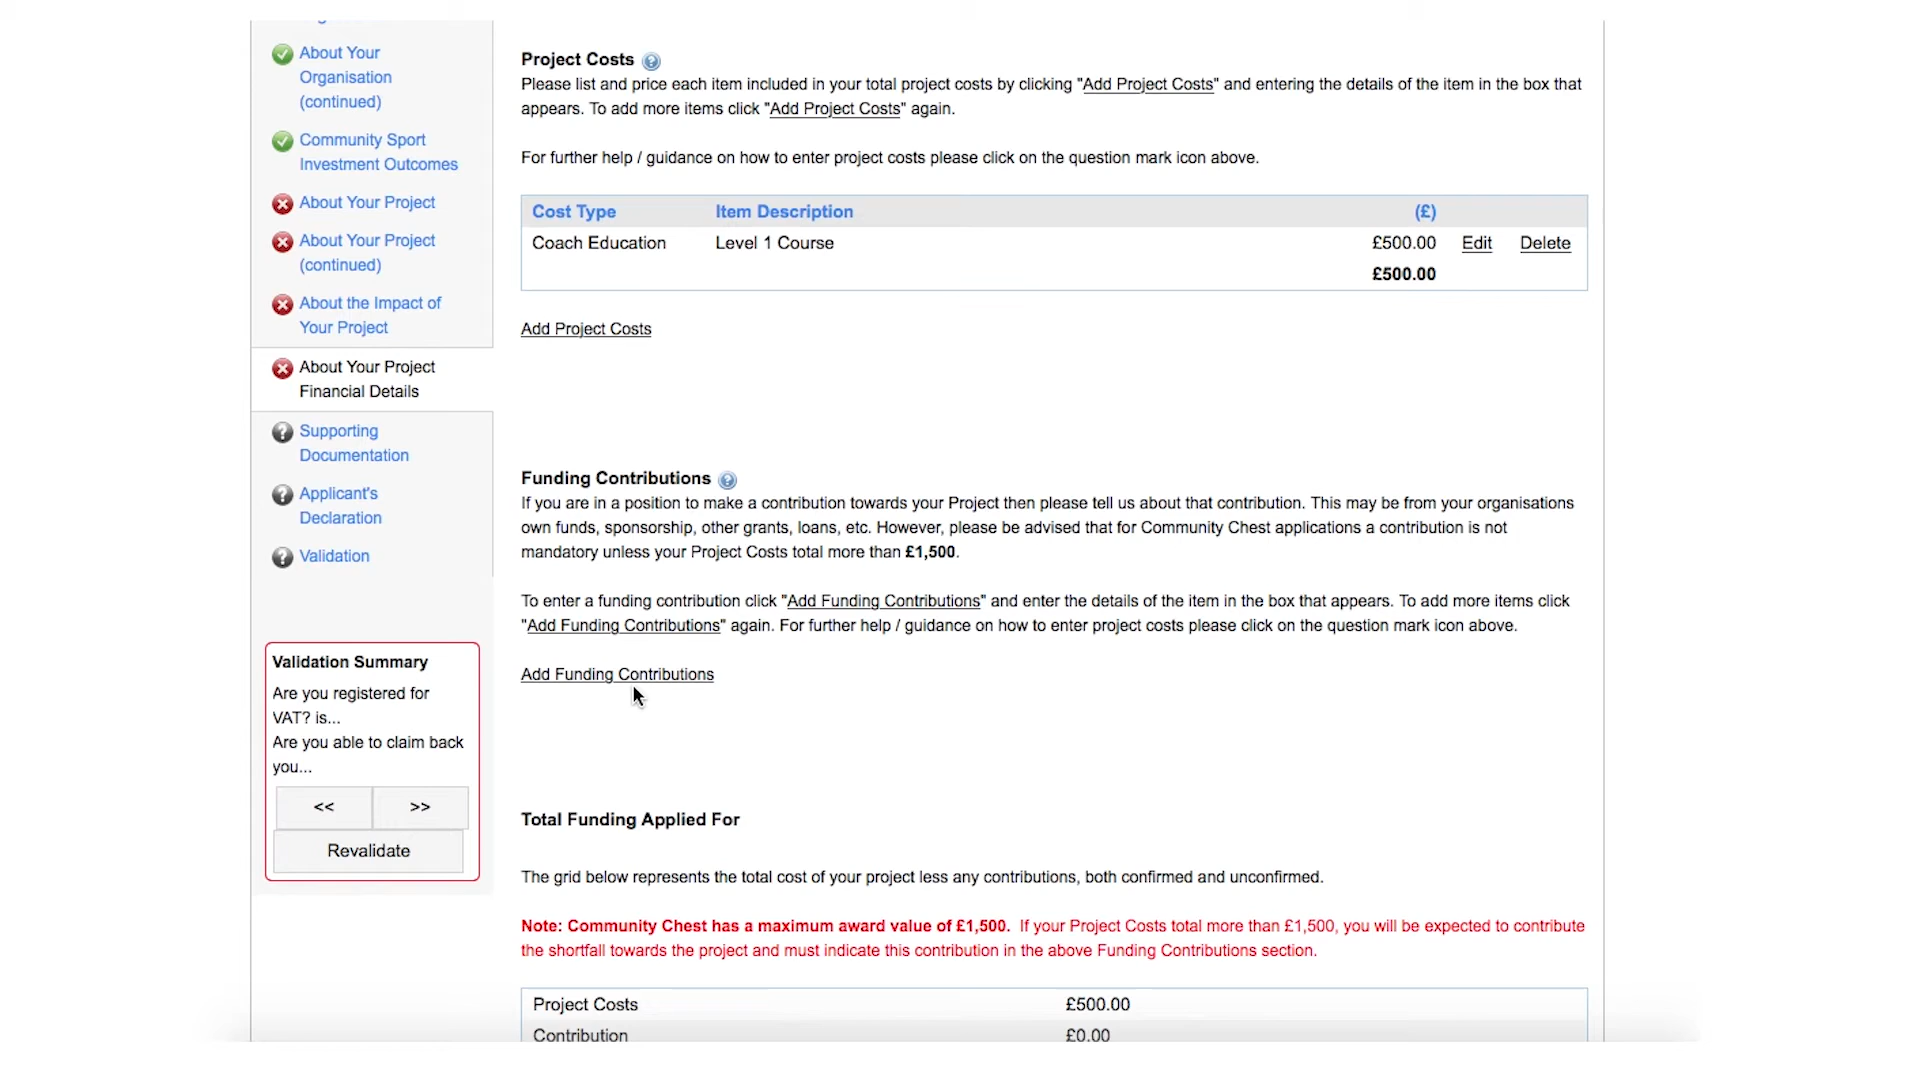 About Your
Organisation
(continued)
Community Sport
Investment Outcomes
About Your Project
About Your Project
(continued)
About the Impact of
Your Project
About Your Project
Financial Details
Supporting
Documentation
Applicant's
Declaration
Validation
Validation Summary
Are you registered for
VAT? is...
Are you able to claim back
you...
<< >>
Revalidate
Project Costs
Please list and price each item included in your total project costs by clicking "Add Project Costs" and entering the details of the item in the box that
appears. To add more items click "Add Project Costs" again.
For further help / guidance on how to enter project costs please click on the question mark icon above.
Cost Type Item Description (£)
Coach Education Level 1 Course £500.00 Edit Delete
£500.00
Add Project Costs
Funding Contributions
If you are in a position to make a contribution towards your Project then please tell us about that contribution. This may be from your organisations
own funds, sponsorship, other grants, loans, etc. However, please be advised that for Community Chest applications a contribution is not
mandatory unless your Project Costs total more than £1,500.
To enter a funding contribution click "Add Funding Contributions" and enter the details of the item in the box that appears. To add more items click
"Add Funding Contributions" again. For further help / guidance on how to enter project costs please click on the question mark icon above.
Add Funding Contributions
Total Funding Applied For
The grid below represents the total cost of your project less any contributions, both confirmed and unconfirmed.
Note: Community Chest has a maximum award value of £1,500. If your Project Costs total more than £1,500, you will be expected to contribute
the shortfall towards the project and must indicate this contribution in the above Funding Contributions section.
Project Costs £500.00
Contribution £0.00